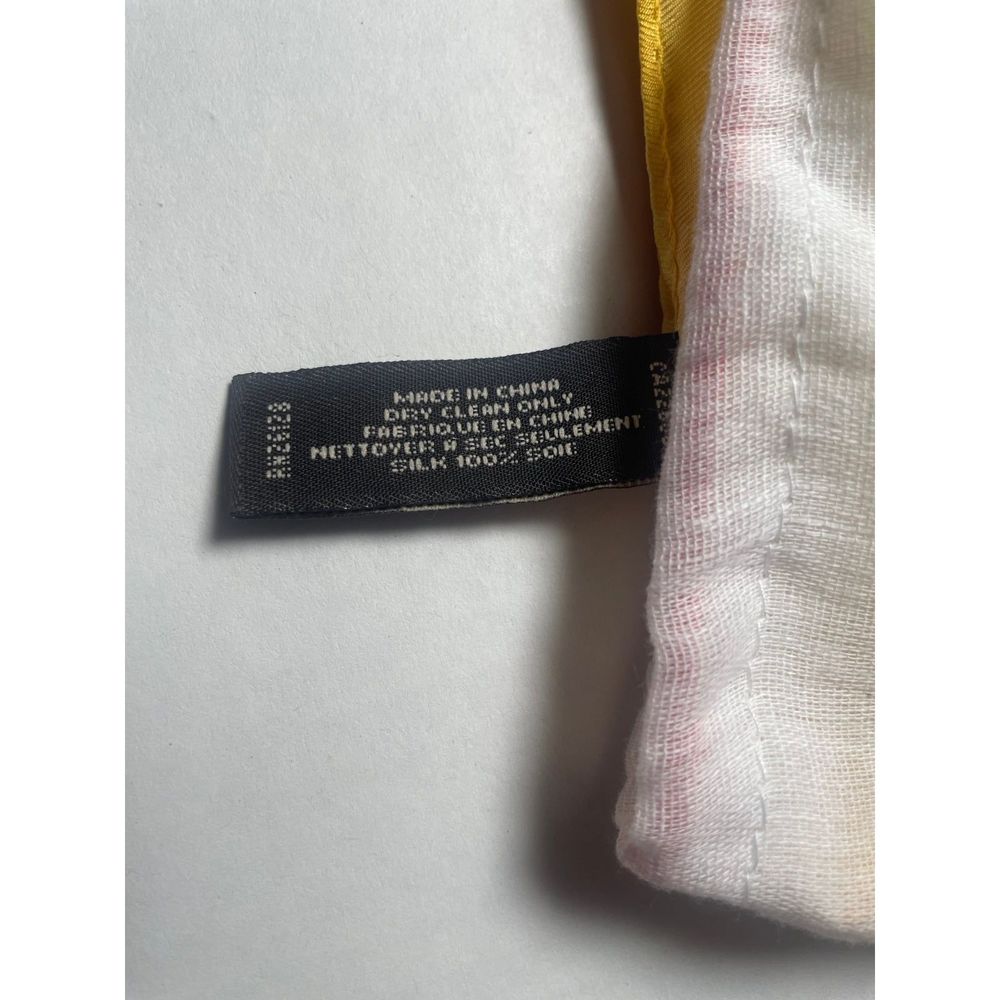 MADE IN CHINA
DRY CLEAN ONLY
FABRIQUE EN CHINE
NETTOYER A SEC SEULEMENT
SILK 100% SOIE